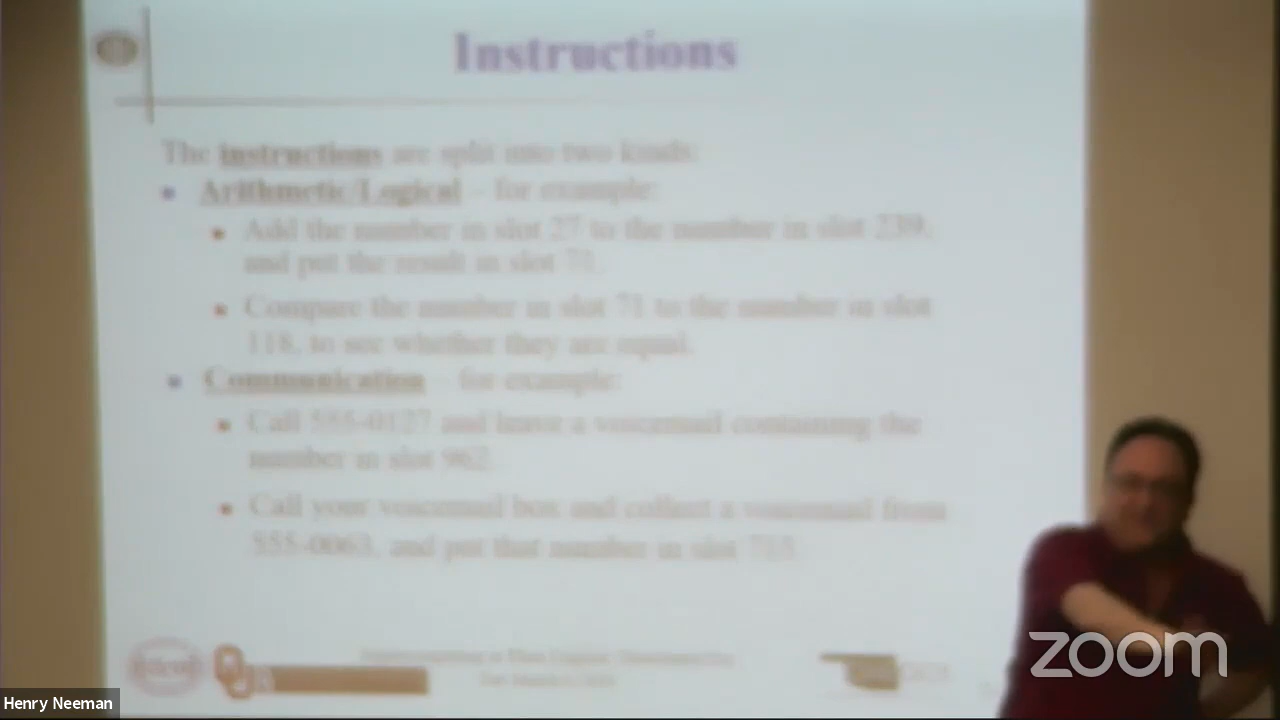 Instructions
The instructions are split into two kinds:
Arithmetic/Logical – for example:
Add the number in slot 27 to the number in slot 239,
and put the result in slot 71.
Compare the number in slot 71 to the number in slot
118, to see whether they are equal.
Communication – for example:
Call 555-0127 and leave a voicemail containing the
number in slot 962.
Call your voicemail box and collect a voicemail from
555-0063, and put that number in slot
zoom
Henry Neeman